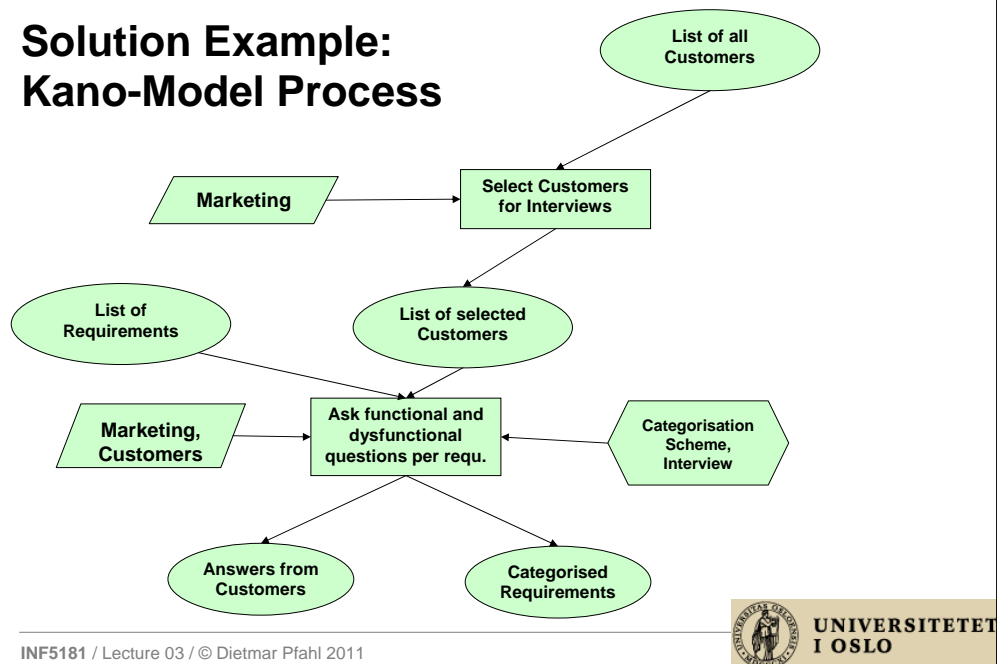 Solution Example:
Kano-Model Process
List of all
Customers
Marketing
Select Customers
for Interviews
List of
Requirements
List of selected
Customers
Marketing,
Customers
Ask functional and
dysfunctional
questions per requ.
Categorisation
Scheme,
Interview
Answers from
Customers
Categorised
Requirements
INF5181 / Lecture 03 / © Dietmar Pfahl 2011
UNIVERSITETET
I OSLO